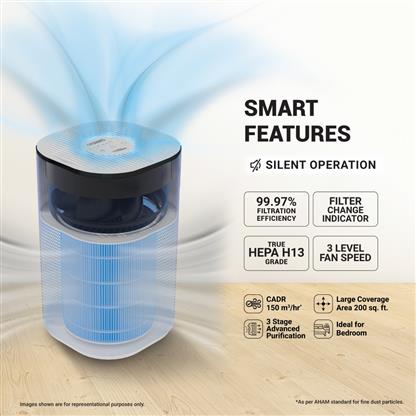 SMART
FEATURES
SILENT OPERATION
99.97%
FILTRATION
EFFICIENCY
FILTER
CHANGE
INDICATOR
TRUE
HEPA H13
GRADE
3 LEVEL
FAN SPEED
CADR
150 m³/hr*
Large Coverage
Area 200 sq. ft.
3 Stage
Advanced
Purification
Ideal for
Bedroom
Images shown are for representational purposes only.
*As per AHAM standard for fine dust particles.